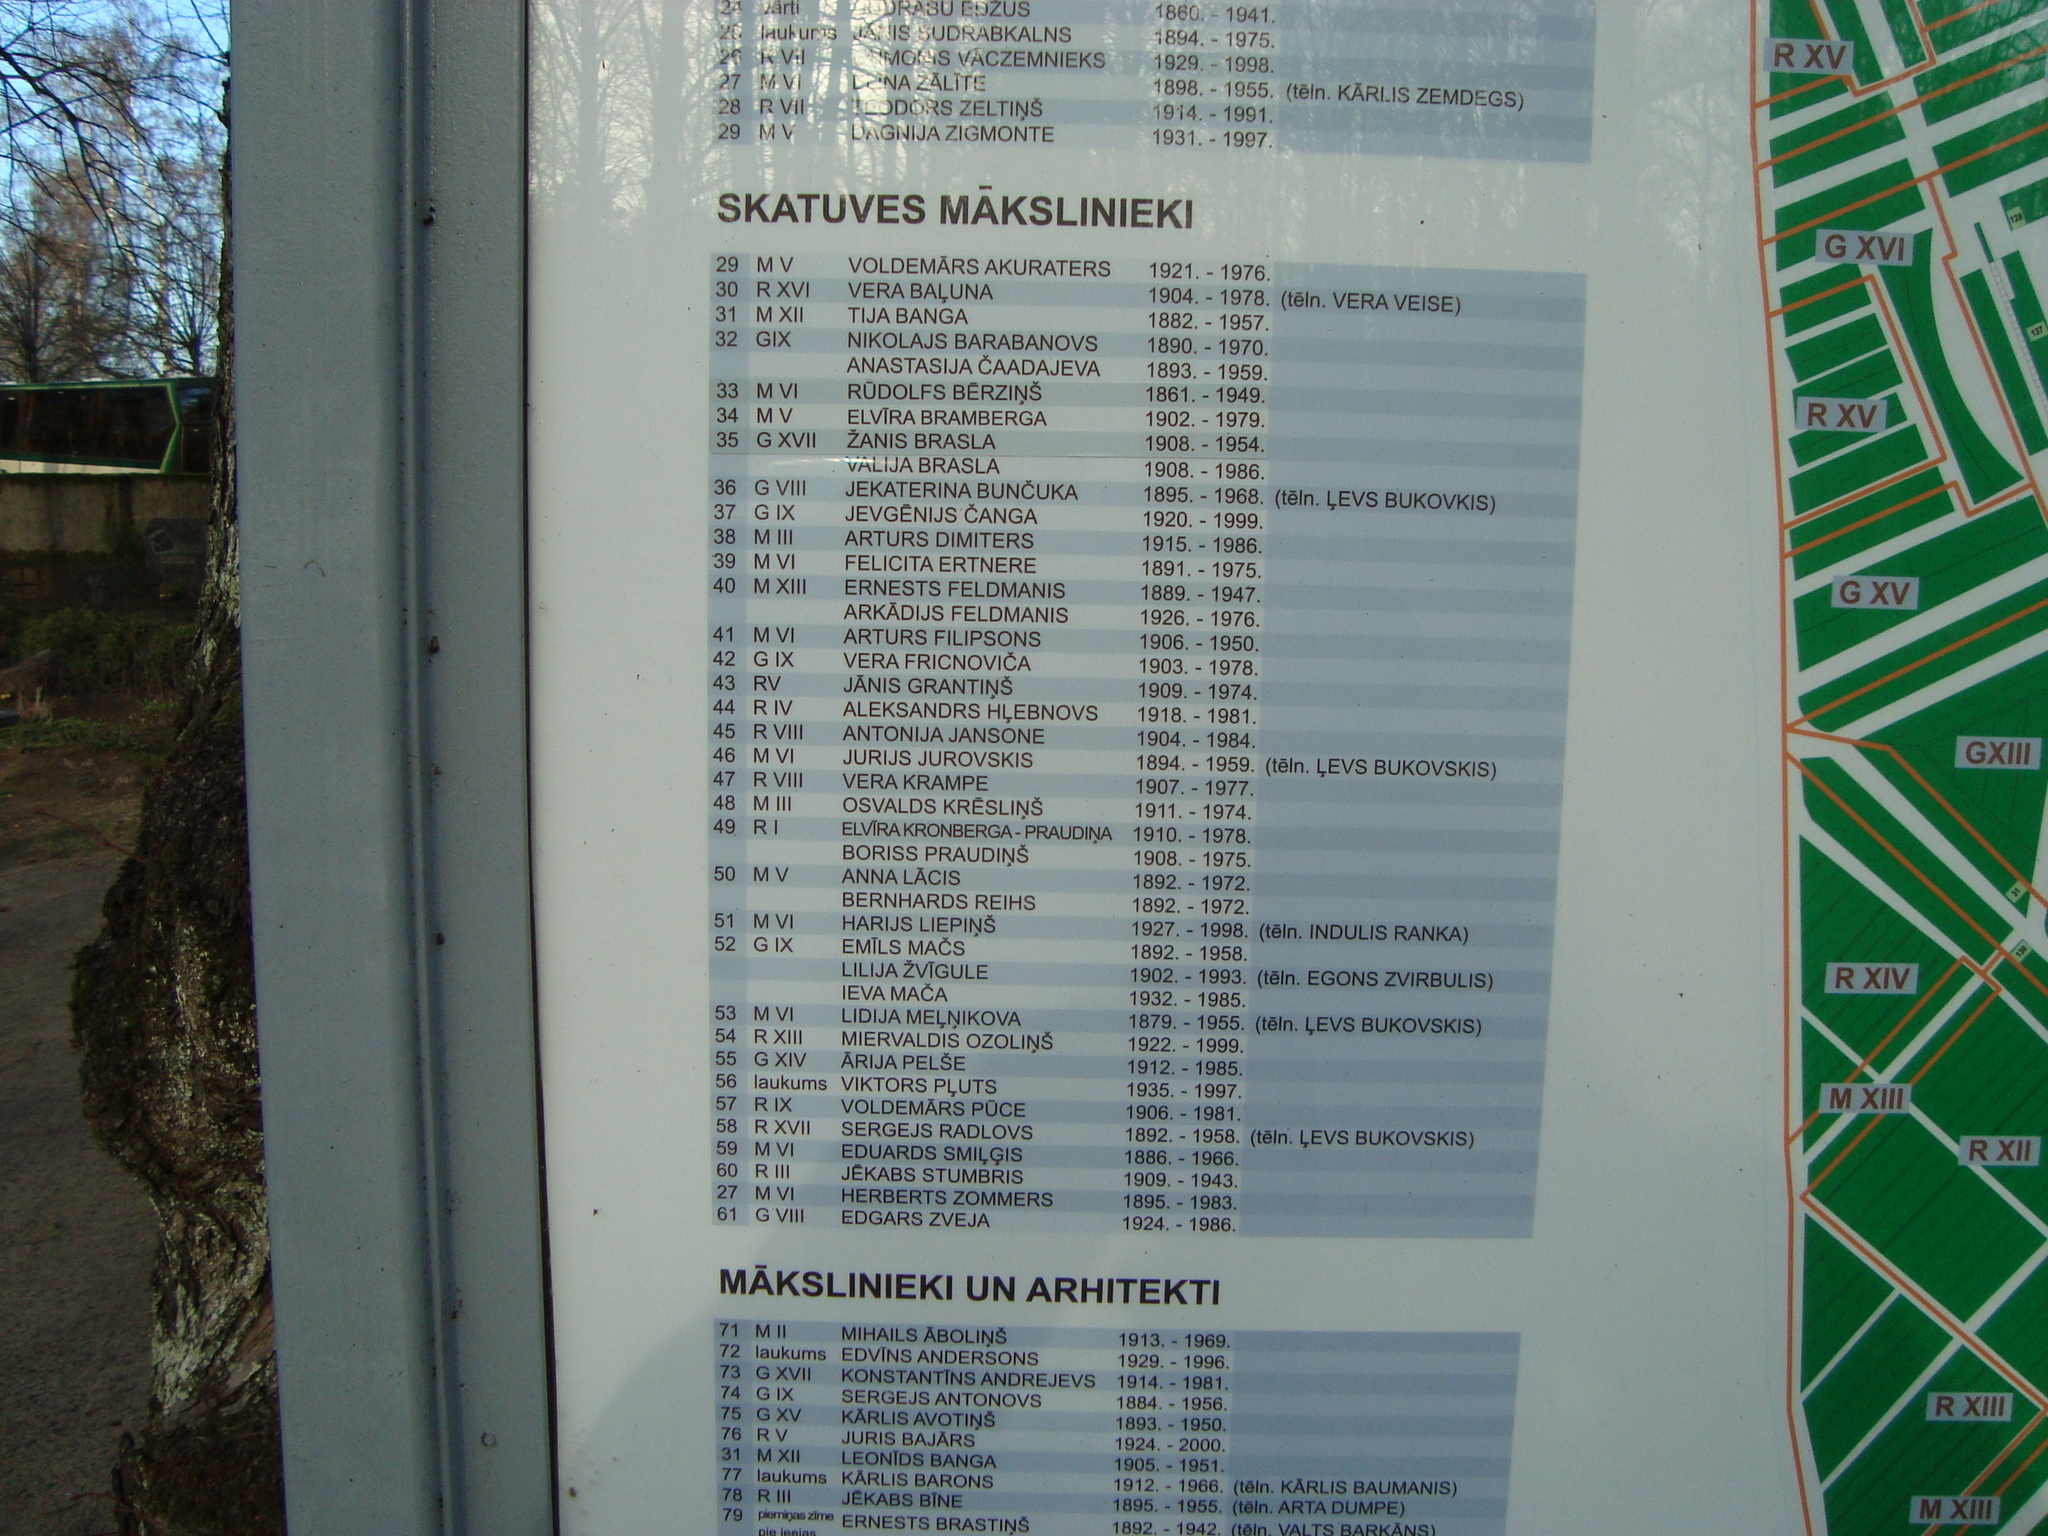 24 vārti SUDRABU EDŽUS 1860. - 1941.
25 laukums JĀNIS SUDRABKALNS 1894. - 1975.
26 R VII VĀCZEMNIEKS 1929. - 1998.
27 M VI ZĀLĪTE 1898. - 1955. (tēln. KĀRLIS ZEMDEGS)
28 R VII TEODORS ZELTIŅŠ 1914. - 1991.
29 M V DAGNIJA ZIGMONTE 1931. - 1997.
SKATUVES MĀKSLINIEKI
29 M V VOLDEMĀRS AKURATERS 1921. - 1976.
30 R XVI VERA BAĻUNA 1904. - 1978. (tēln. VERA VEISE)
31 M XII TIJA BANGA 1882. - 1957.
32 GIX NIKOLAJS BARABANOVS 1890. - 1970.
ANASTASIJA ČAADAJEVA 1893. - 1959.
33 M VI RŪDOLFS BĒRZIŅŠ 1861. - 1949.
34 M V ELVĪRA BRAMBERGA 1902. - 1979.
35 G XVII ŽANIS BRASLA 1908. - 1954.
VALIJA BRASLA 1908. - 1986.
36 G VIII JEKATERINA BUNČUKA 1895. - 1968. (tēln. ĻEVS BUKOVKIS)
37 G IX JEVGĒNIJS ČANGA 1920. - 1999.
38 M III ARTURS DIMITERS 1915. - 1986.
39 M VI FELICITA ERTNERE 1891. - 1975.
40 M XIII ERNESTS FELDMANIS 1889. - 1947.
ARKĀDIJS FELDMANIS 1926. - 1976.
41 M VI ARTURS FILIPSONS 1906. - 1950.
42 G IX VERA FRICNOVIČA 1903. - 1978.
43 RV JĀNIS GRANTIŅŠ 1909. - 1974.
44 R IV ALEKSANDRS HĻEBNOVS 1918. - 1981.
45 R VIII ANTONIJA JANSONE 1904. - 1984.
46 M VI JURIJS JUROVSKIS 1894. - 1959. (tēln. ĻEVS BUKOVSKIS)
47 R VIII VERA KRAMPE 1907. - 1977.
48 M III OSVALDS KRĒSLIŅŠ 1911. - 1974.
49 R I ELVĪRA KRONBERGA - PRAUDIŅA 1910. - 1978.
BORISS PRAUDIŅŠ 1908. - 1975.
50 M V ANNA LĀCIS 1892. - 1972.
BERNHARDS REIHS 1892. - 1972.
51 M VI HARIJS LIEPIŅŠ 1927. - 1998. (tēln. INDULIS RANKA)
52 G IX EMĪLS MAČS 1892. - 1958.
LILIJA ŽVĪGULE 1902. - 1993. (tēln. EGONS ZVIRBULIS)
IEVA MAČA 1932. - 1985.
53 M VI LIDIJA MEĻŅIKOVA 1879. - 1955. (tēln. ĻEVS BUKOVSKIS)
54 R XIII MIERVALDIS OZOLIŅŠ 1922. - 1999.
55 G XIV ĀRIJA PELŠE 1912. - 1985.
56 laukums VIKTORS PĻUTS 1935. - 1997.
57 R IX VOLDEMĀRS PŪCE 1906. - 1981.
58 R XVII SERGEJS RADLOVS 1892. - 1958. (tēln. ĻEVS BUKOVSKIS)
59 M VI EDUARDS SMIĻĢIS 1886. - 1966.
60 R III JĒKABS STUMBRIS 1909. - 1943.
27 M VI HERBERTS ZOMMERS 1895. - 1983.
61 G VIII EDGARS ZVEJA 1924. - 1986.
MĀKSLINIEKI UN ARHITEKTI
71 M II MIHAILS ĀBOLIŅŠ 1913. - 1969.
72 laukums EDVĪNS ANDERSONS 1929. - 1996.
73 G XVII KONSTANTĪNS ANDREJEVS 1914. - 1981.
74 G IX SERGEJS ANTONOVS 1884. - 1956.
75 G XV KĀRLIS AVOTIŅŠ 1893. - 1950.
76 R V JURIS BAJĀRS 1924. - 2000.
31 M XII LEONĪDS BANGA 1905. - 1951.
77 laukums KĀRLIS BARONS 1912. - 1966. (tēln. KĀRLIS BAUMANIS)
78 R III JĒKABS BĪNE 1895. - 1955. (tēln. ARTA DUMPE)
79 piemiņas zīme ERNESTS BRASTIŅŠ 1892. - 1942. (tēln. VALTS BARKĀNS)
pie ieejas
R XV
G XVI
128
137
R XV
G XV
GXIII
31
130
R XIV
M XIII
R XII
R XIII
M XIII